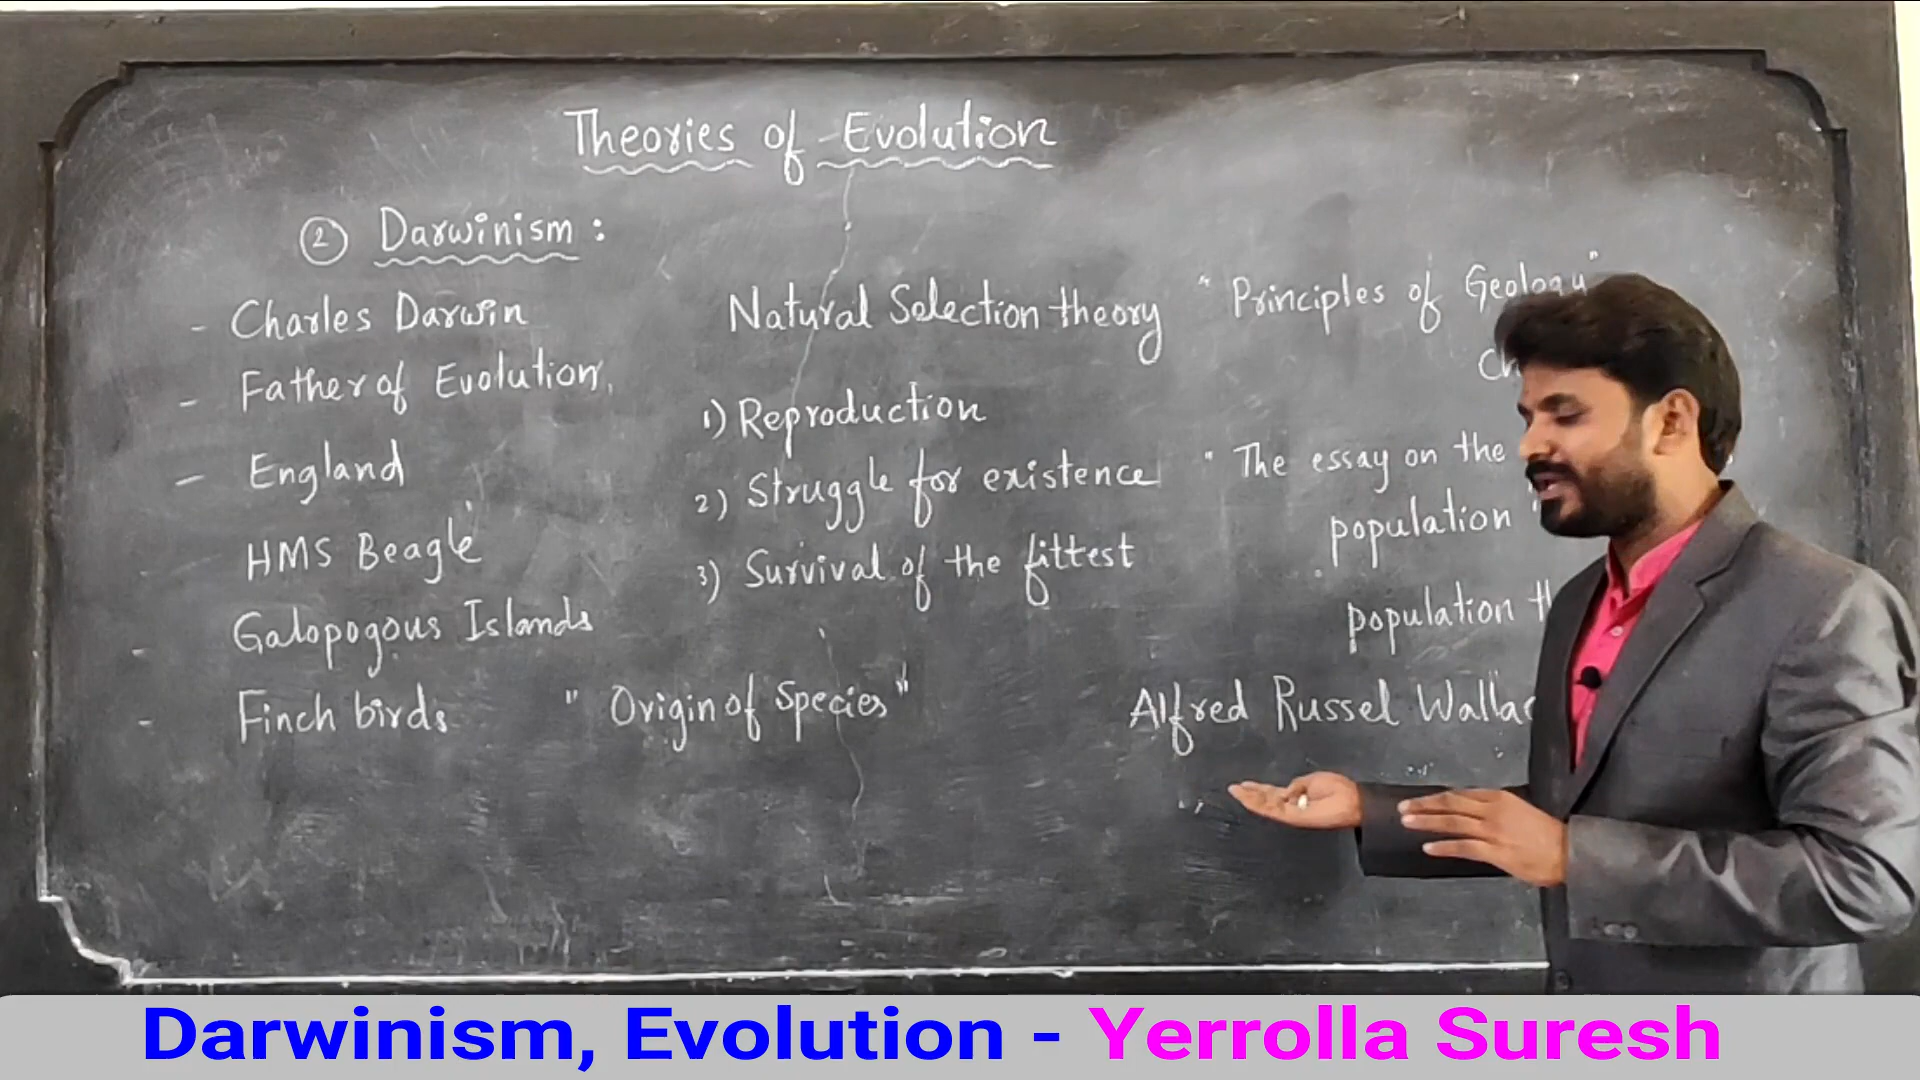 Theories of Evolution
② Darwinism :
- Charles Darwin
- Father of Evolution,
- England
HMS Beagle
- Galopogous Islands
- Finch birds
" Origin of Species "
Natural Selection theory
1) Reproduction
2) Struggle for existence
3) Survival of the fittest
" Principles of Geology "
" The essay on the
population "
population
Alfred Russel
Darwinism, Evolution - Yerrolla Suresh